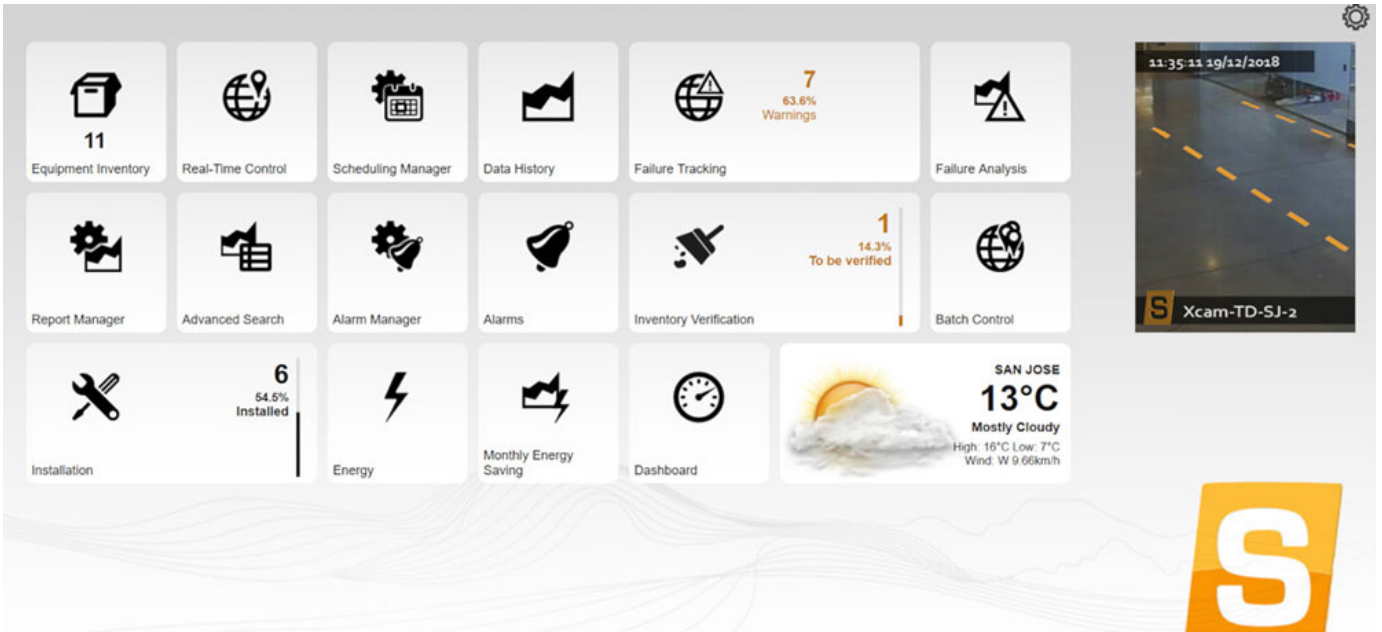 11
Equipment Inventory
Real-Time Control
Scheduling Manager
Data History
7
63.6%
Warnings
Failure Tracking
Failure Analysis
11:35:11 19/12/2018
Xcam-TD-SJ-2
Report Manager
Advanced Search
Alarm Manager
Alarms
1
14.3%
To be verified
Inventory Verification
Batch Control
6
54.5%
Installed
Installation
Energy
Monthly Energy
Saving
Dashboard
SAN JOSE
13°C
Mostly Cloudy
High: 16°C Low: 7°C
Wind: W 9.66km/h
S
S